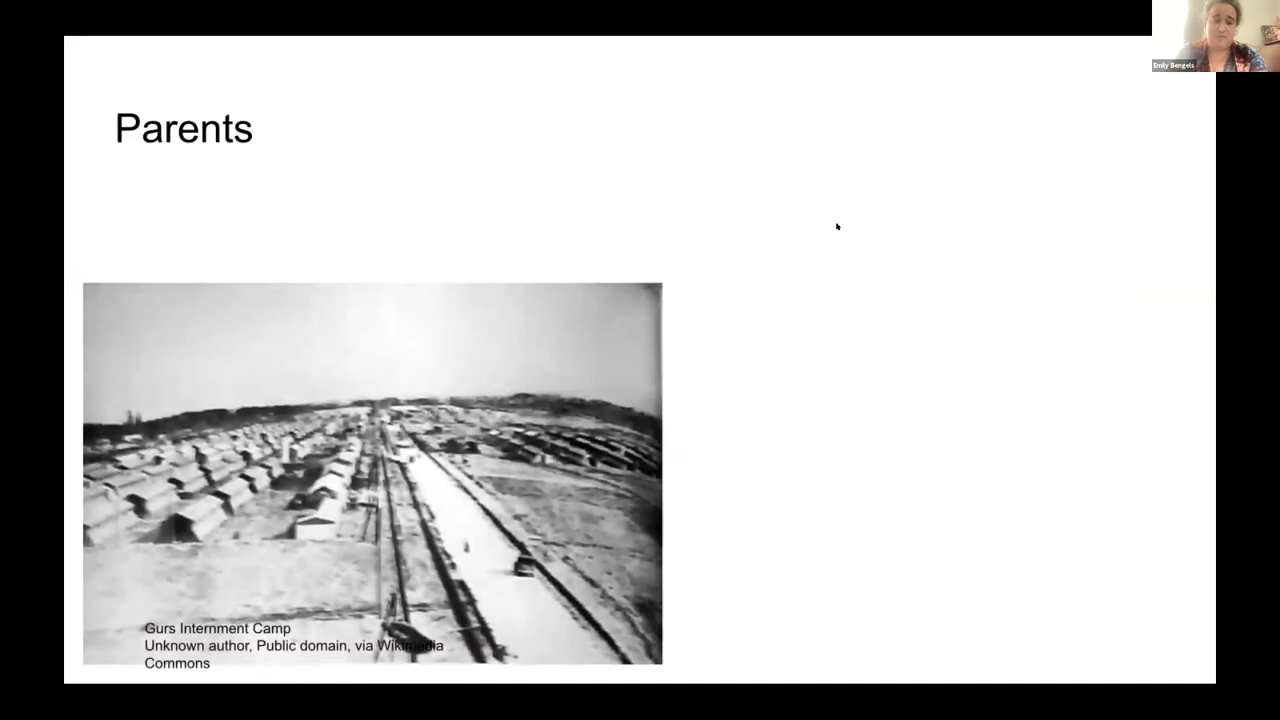 Emily Bengels
Parents
Gurs Internment Camp
Unknown author, Public domain, via Wikimedia
Commons